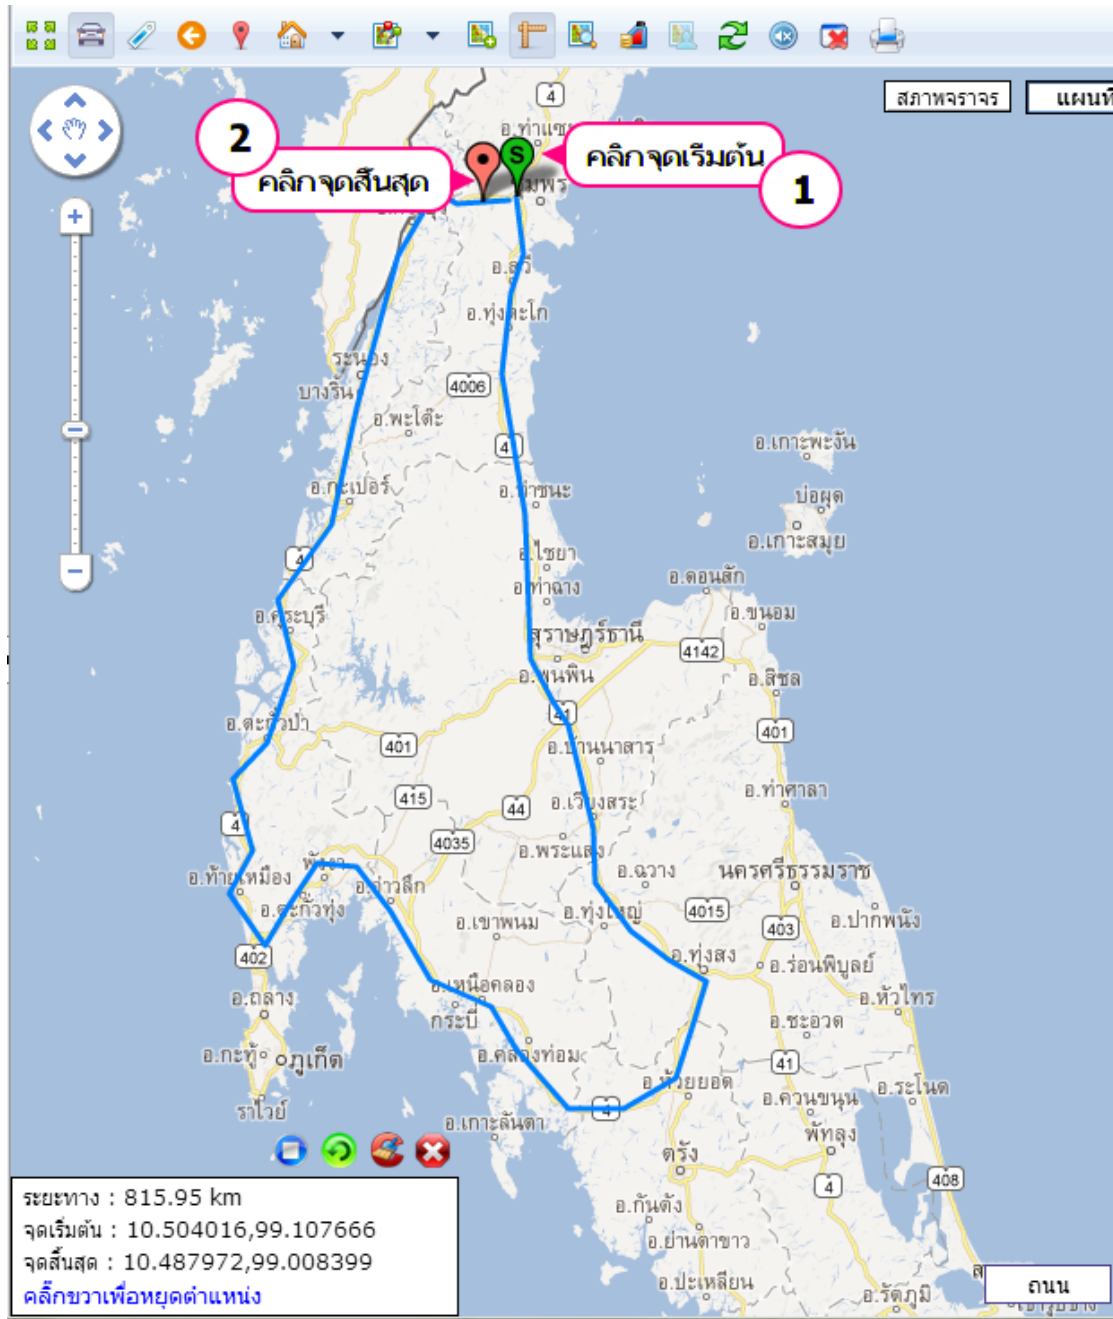 สภาพจราจร
แผนที่
4
2
คลิกจุดสิ้นสุด
S
คลิกจุดเริ่มต้น
1
อ.สวี
อ.ทุ่งตะโก
ระนอง
บางริ้น
4006
อ.พะโต๊ะ
41
อ.เกาะพะงัน
อ.กะเปอร์
อ.ท่าชนะ
บ่อผุด
อ.เกาะสมุย
4
อ.ไชยา
อ.ท่าฉาง
อ.ดอนสัก
อ.คุระบุรี
อ.ขนอม
สุราษฎร์ธานี
4142
อ.พุนพิน
อ.สิชล
อ.ตะกั่วป่า
41
401
401
อ.บ้านนาสาร
415
44
อ.เวียงสระ
อ.ท่าศาลา
4
4035
อ.พระแสง
พังงา
อ.ฉวาง
นครศรีธรรมราช
อ.ท้ายเหมือง
อ.อ่าวลึก
อ.ตะกั่วทุ่ง
อ.เขาพนม
อ.ทุ่งใหญ่
4015
403
อ.ปากพนัง
402
อ.ทุ่งสง
อ.ร่อนพิบูลย์
อ.ถลาง
อ.เหนือคลอง
อ.หัวไทร
กระบี่
อ.ชะอวด
อ.กะทู้
ภูเก็ต
อ.คลองท่อม
41
อ.ห้วยยอด
อ.ระโนด
ราไวย์
4
อ.ควนขนุน
อ.เกาะลันตา
พัทลุง
ตรัง
4
408
อ.กันตัง
อ.ย่านตาขาว
อ.ปะเหลียน
อ.รัตภูมิ
ถนน
ระยะทาง : 815.95 km
จุดเริ่มต้น : 10.504016,99.107666
จุดสิ้นสุด : 10.487972,99.008399
คลิ๊กขวาเพื่อหยุดตำแหน่ง